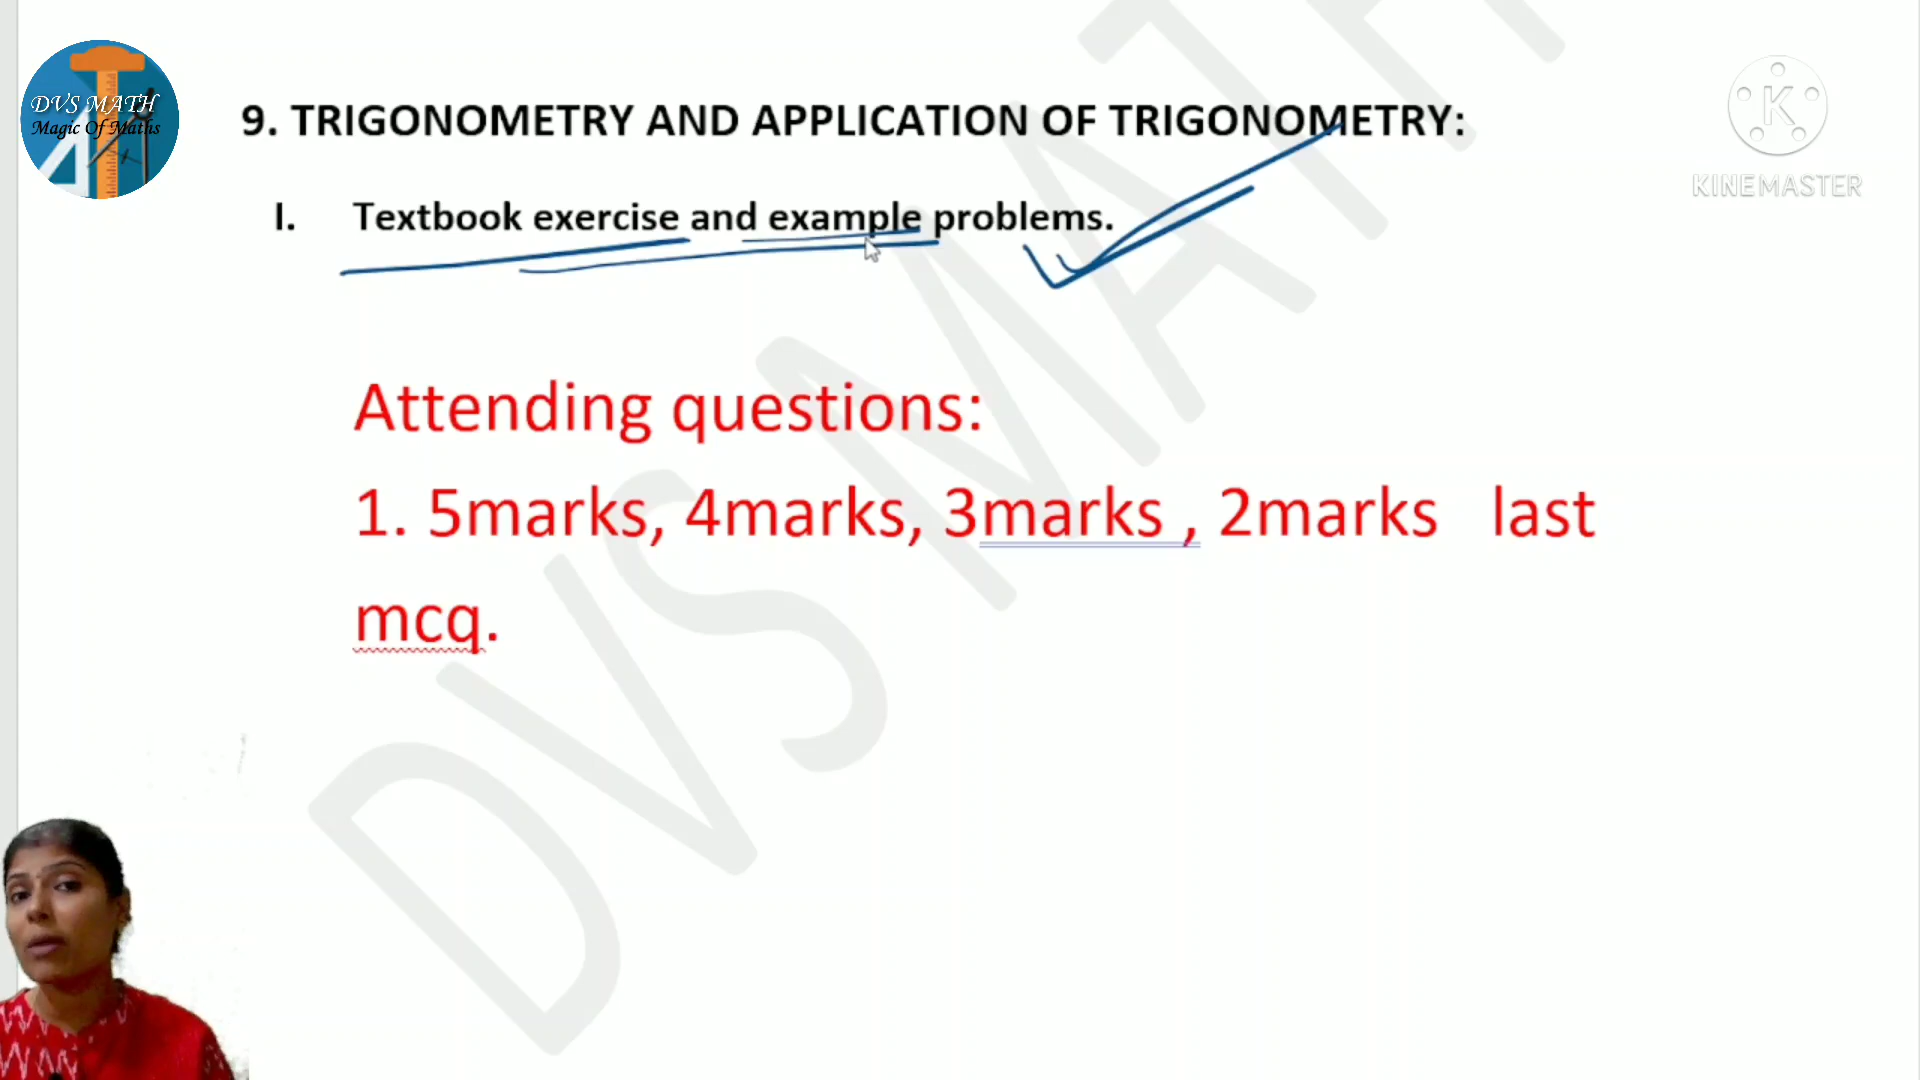 DVS MATH
Magic Of Maths
9. TRIGONOMETRY AND APPLICATION OF TRIGONOMETRY:
I. Textbook exercise and example problems.
K
KINEMASTER
Attending questions:
1. 5marks, 4marks, 3marks , 2marks last
mcq.
DVS MATH